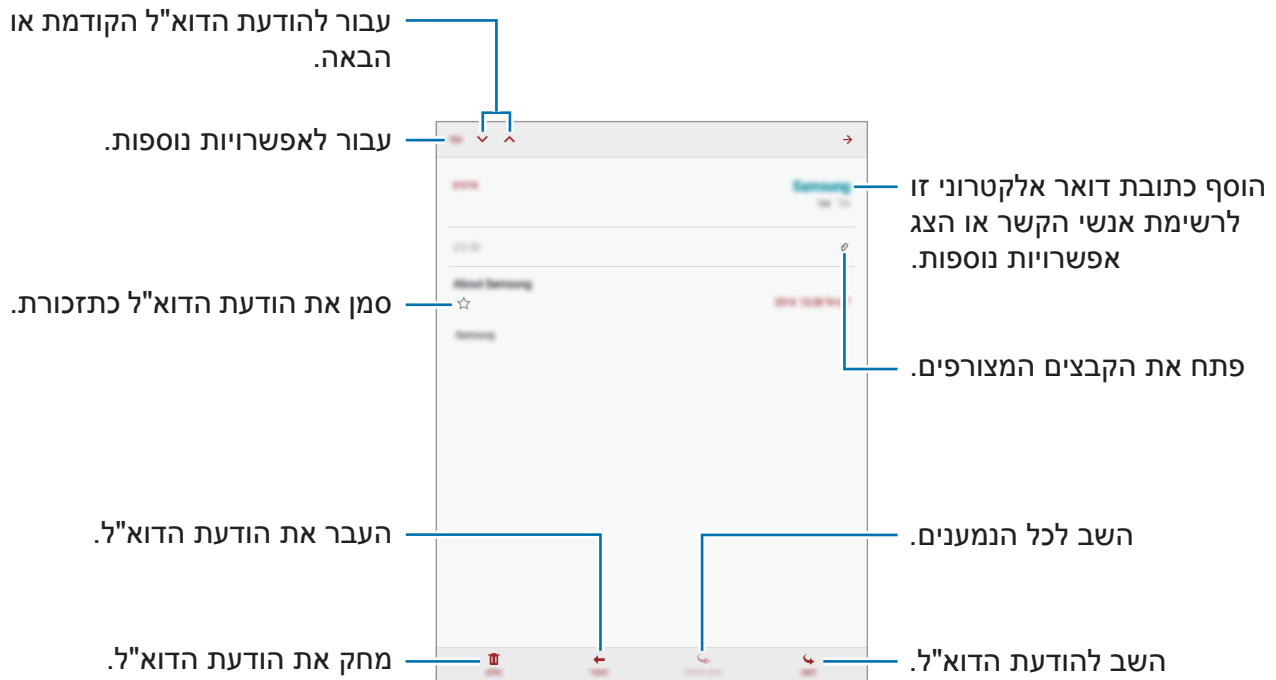 עבור להודעת הדוא"ל הקודמת או
הבאה.
עבור לאפשרויות נוספות.
הוסף כתובת דואר אלקטרוני זו
לרשימת אנשי הקשר או הצג
אפשרויות נוספות.
Samsung
About Samsung
סמן את הודעת הדוא"ל כתזכורת.
Samsung
פתח את הקבצים המצורפים.
השב לכל הנמענים.
העבר את הודעת הדוא"ל.
השב להודעת הדוא"ל.
מחק את הודעת הדוא"ל.